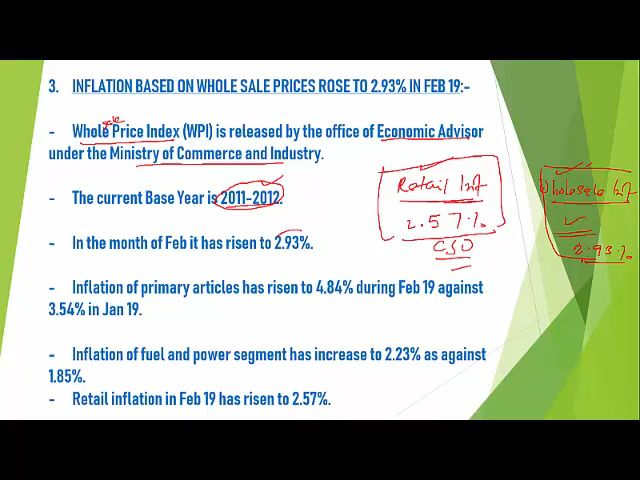 3. INFLATION BASED ON WHOLE SALE PRICES ROSE TO 2.93% IN FEB 19:-
sale
- Whole Price Index (WPI) is released by the office of Economic Advisor
under the Ministry of Commerce and Industry.
- The current Base Year is 2011-2012.
- In the month of Feb it has risen to 2.93%.
- Inflation of primary articles has risen to 4.84% during Feb 19 against
3.54% in Jan 19.
- Inflation of fuel and power segment has increase to 2.23% as against
1.85%.
- Retail inflation in Feb 19 has risen to 2.57%.
Retail Inf
2.57%.
CSO
Wholesale Inf
2.93%.